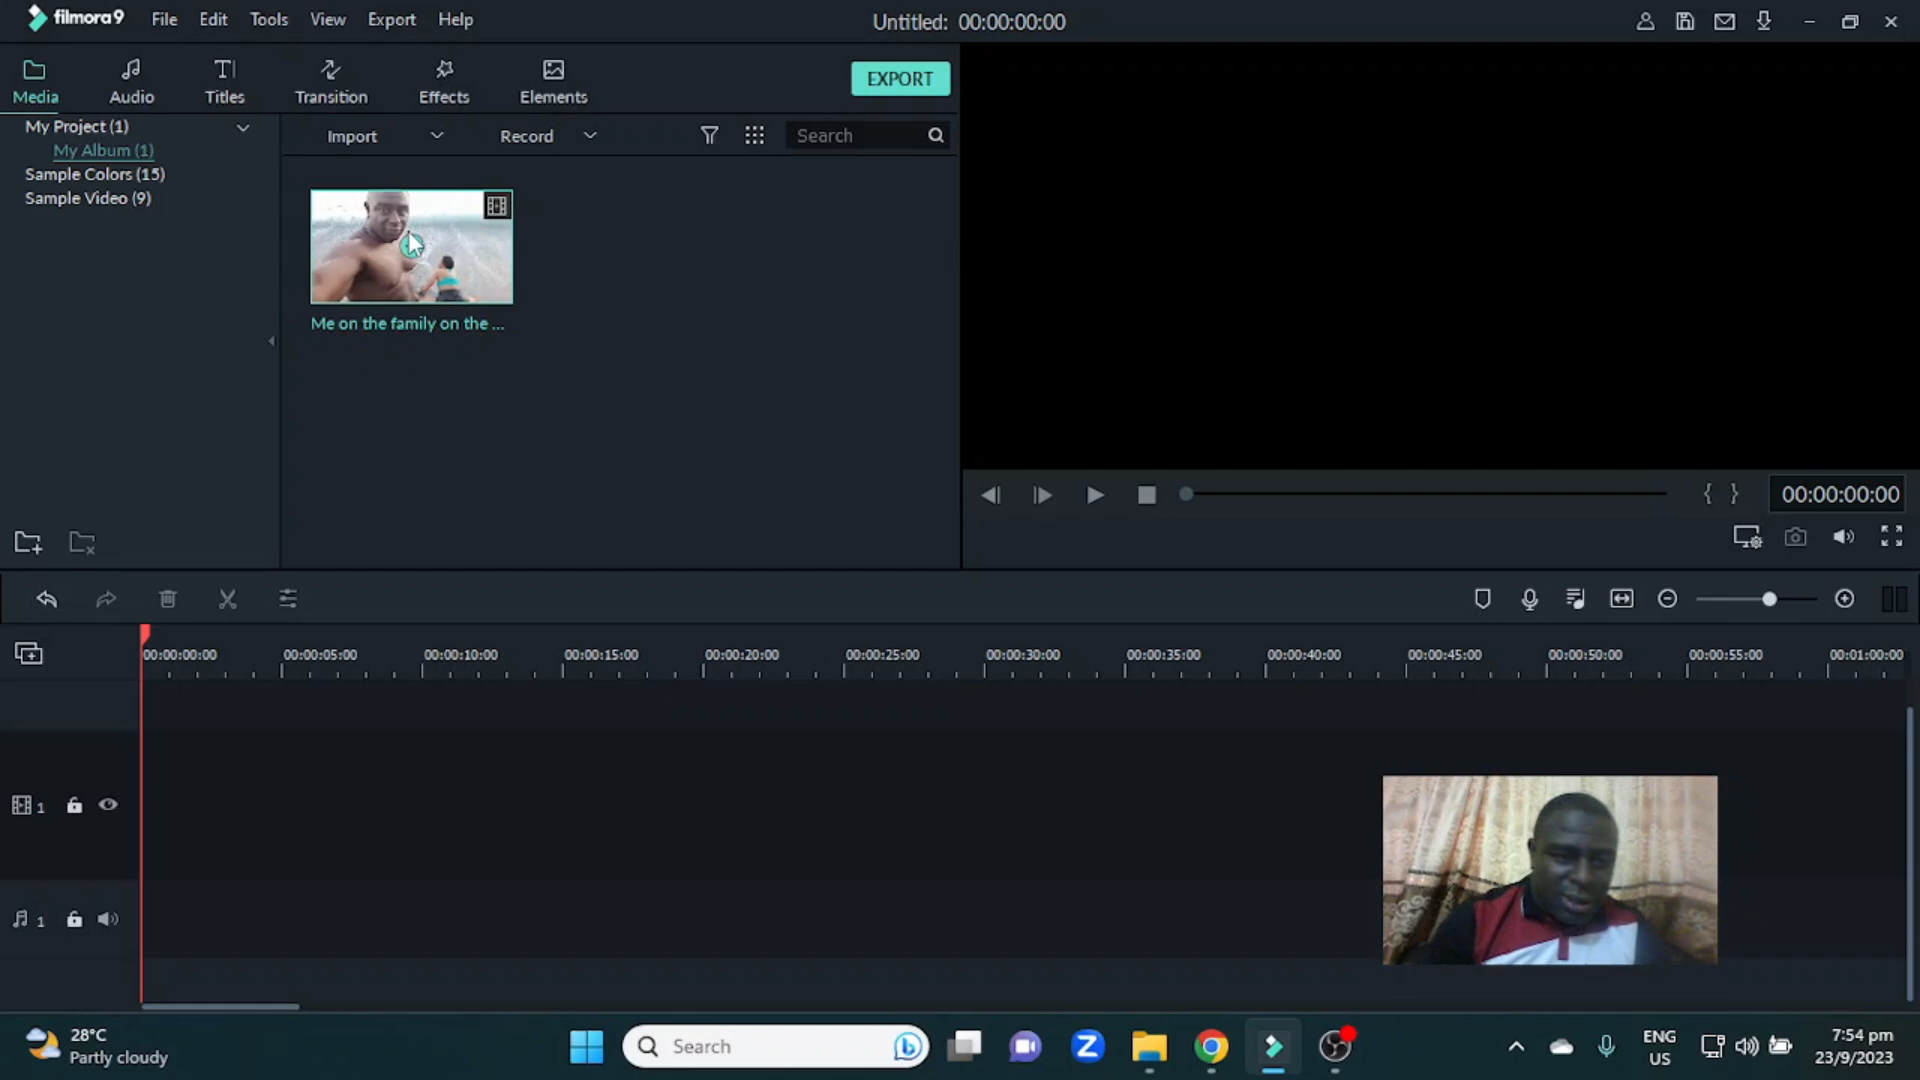 filmora9 File Edit Tools View Export Help Untitled: 00:00:00:00
Media Audio Titles Transition Effects Elements EXPORT
My Project (1)
My Album (1)
Sample Colors (15)
Sample Video (9)
Import Record Search
Me on the family on the ...
{ } 00:00:00:00
00:00:00:00 00:00:05:00 00:00:10:00 00:00:15:00 00:00:20:00 00:00:25:00 00:00:30:00 00:00:35:00 00:00:40:00 00:00:45:00 00:00:50:00 00:00:55:00 00:01:00:00
1
1
28°C
Partly cloudy
Search
ENG
US
7:54 pm
23/9/2023